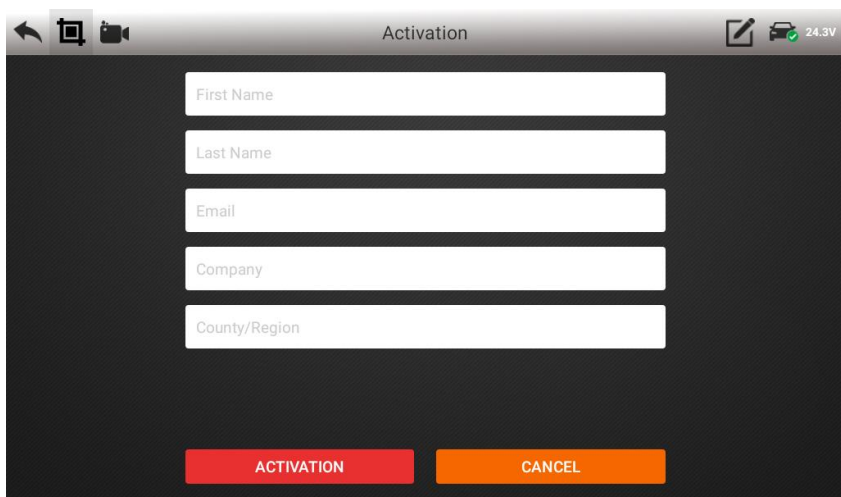 Activation
24.3V
First Name
Last Name
Email
Company
County/Region
ACTIVATION
CANCEL